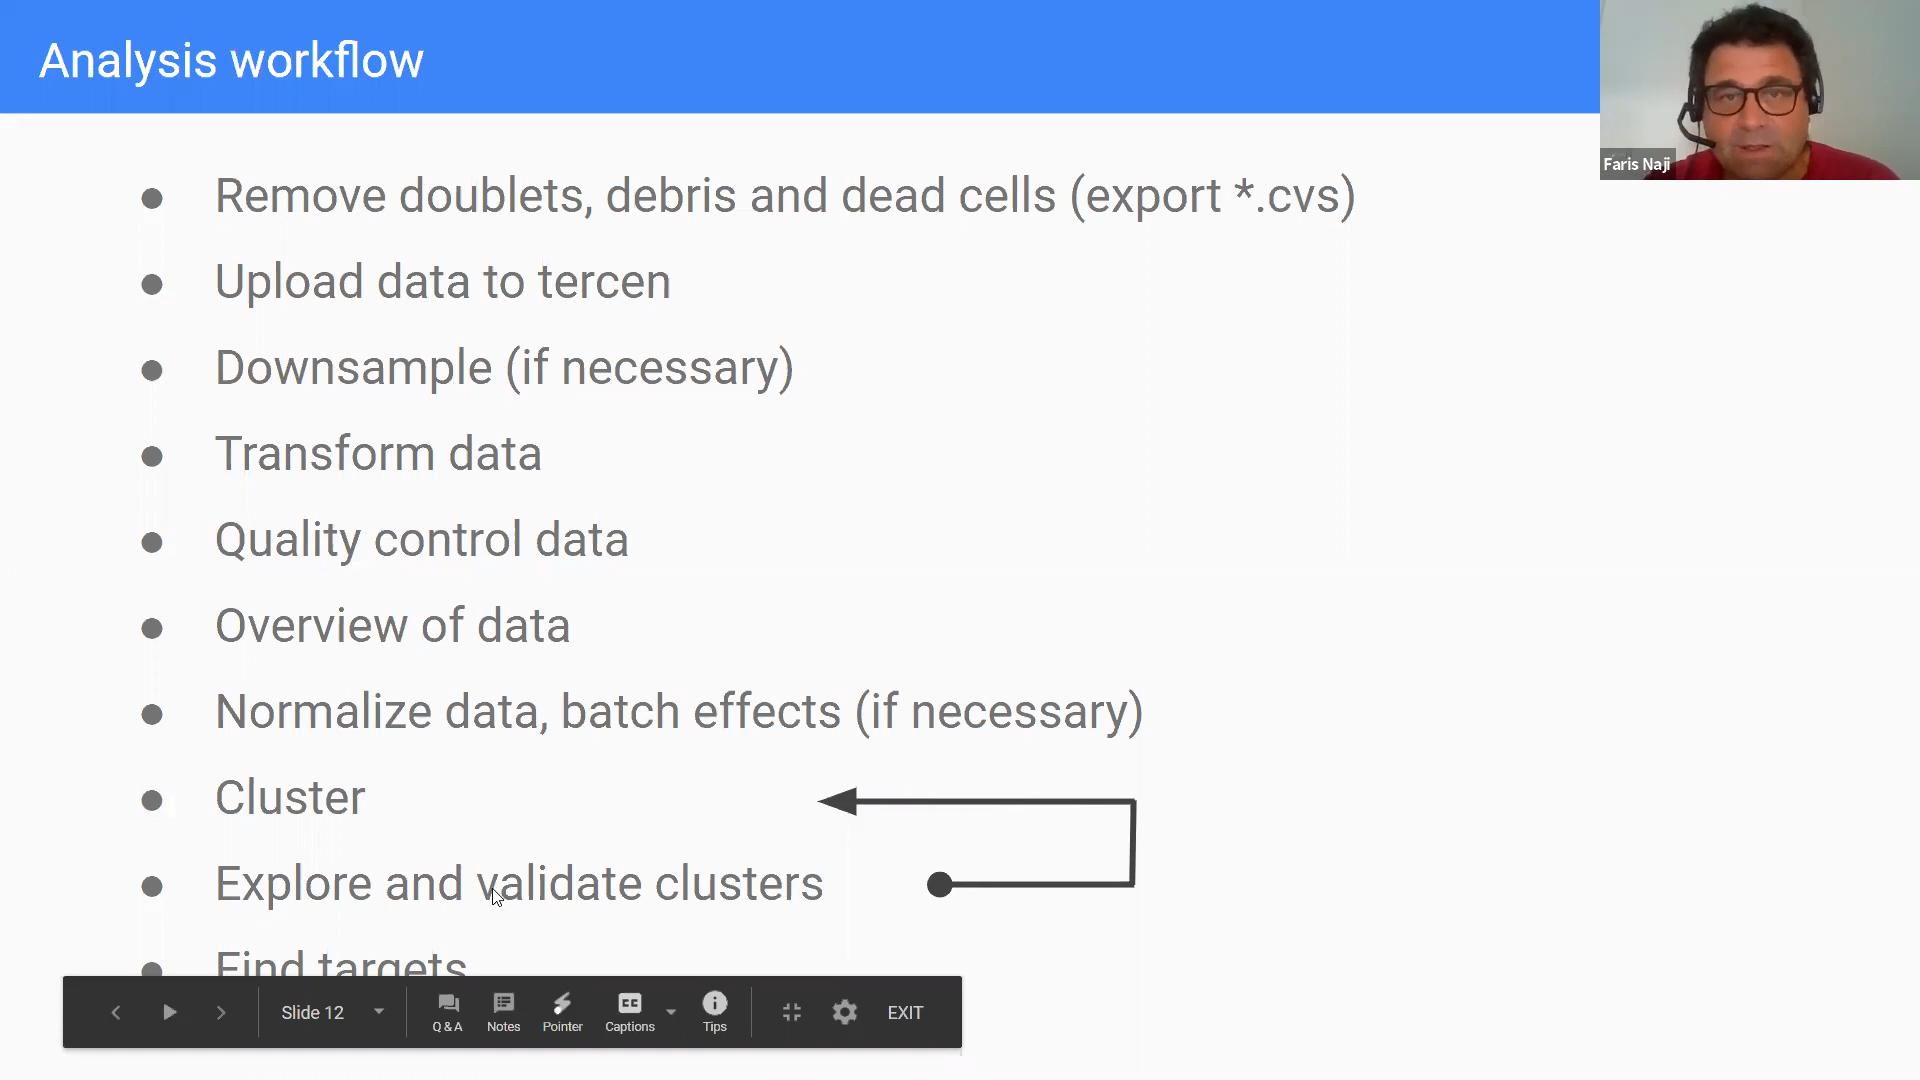 Analysis workflow
Faris Naji
Remove doublets, debris and dead cells (export *.cvs)
Upload data to tercen
Downsample (if necessary)
Transform data
Quality control data
Overview of data
Normalize data, batch effects (if necessary)
Cluster
Explore and validate clusters
Find targets
Slide 12
Q & A
Notes
Pointer
CC
Captions
Tips
EXIT